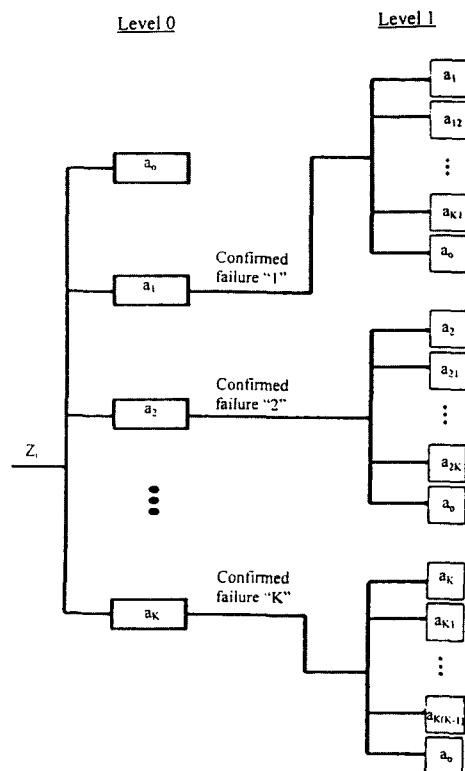 Level 0
Level 1
a₀
a₁
a₂
a_K
Z_i
Confirmed
failure "1"
Confirmed
failure "2"
Confirmed
failure "K"
a₁
a₁₂
a_K1
a₀
a₂
a₂₁
a_2K
a₀
a_K
a_K1
a_K(K-1)
a₀